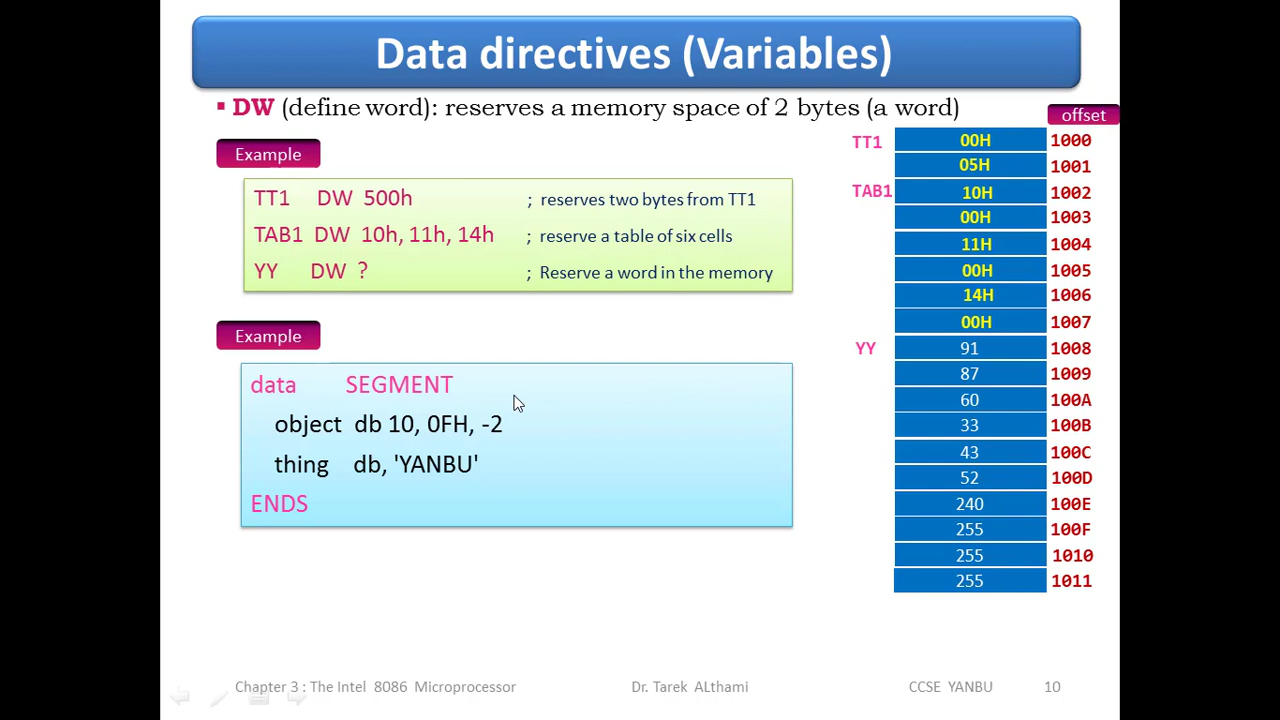 Data directives (Variables)
▪ DW (define word): reserves a memory space of 2 bytes (a word)
Example
TT1 DW 500h ; reserves two bytes from TT1
TAB1 DW 10h, 11h, 14h ; reserve a table of six cells
YY DW ? ; Reserve a word in the memory
Example
data SEGMENT
object db 10, 0FH, -2
thing db, 'YANBU'
ENDS
offset
TT1 00H 1000
05H 1001
TAB1 10H 1002
00H 1003
11H 1004
00H 1005
14H 1006
00H 1007
YY 91 1008
87 1009
60 100A
33 100B
43 100C
52 100D
240 100E
255 100F
255 1010
255 1011
Chapter 3 : The Intel 8086 Microprocessor Dr. Tarek ALthami CCSE YANBU 10